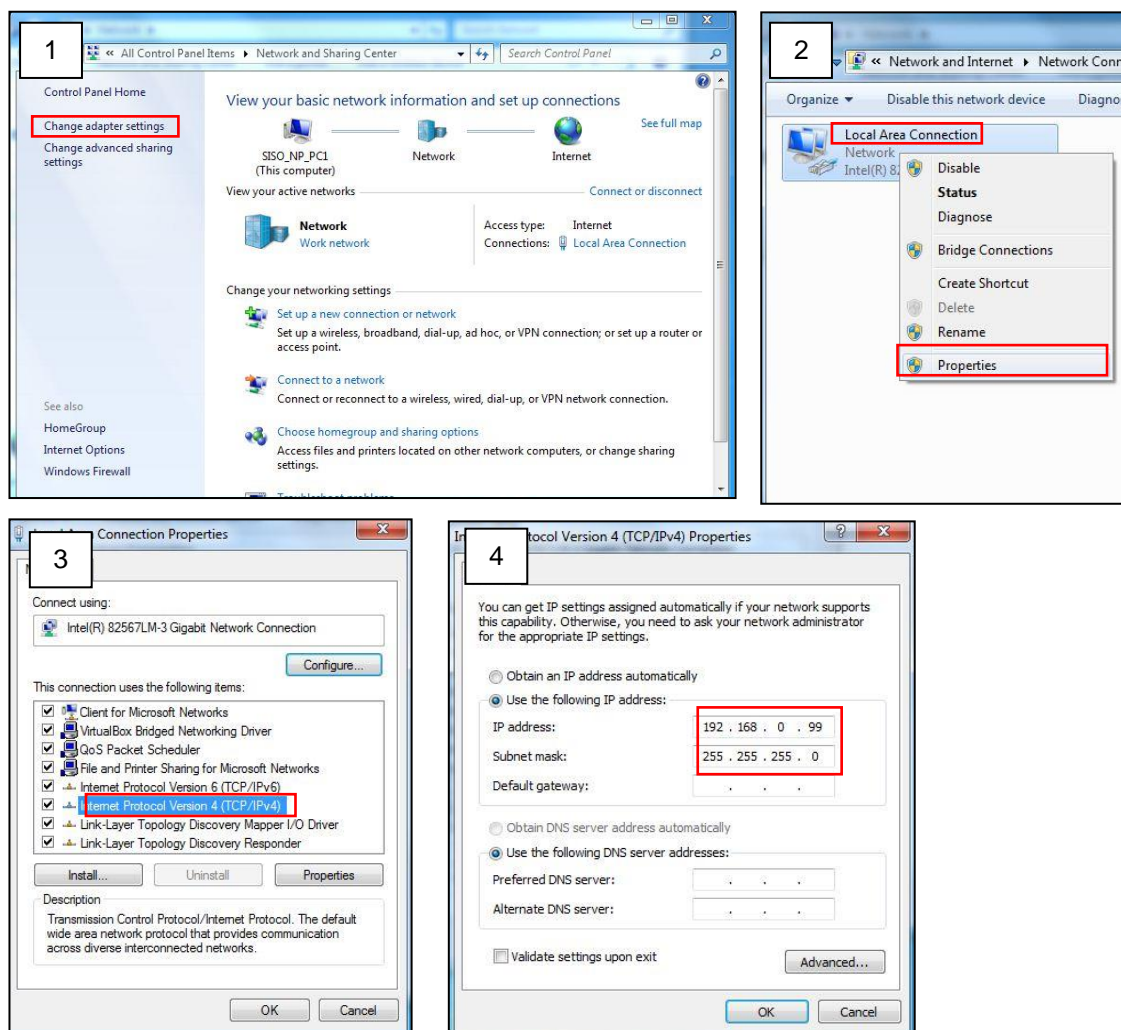 1
« All Control Panel Items ▸ Network and Sharing Center
Search Control Panel
Control Panel Home
Change adapter settings
Change advanced sharing
settings
See also
HomeGroup
Internet Options
Windows Firewall
View your basic network information and set up connections
See full map
SISO_NP_PC1
(This computer)
Network
Internet
View your active networks
Connect or disconnect
Network
Work network
Access type: Internet
Connections: Local Area Connection
Change your networking settings
Set up a new connection or network
Set up a wireless, broadband, dial-up, ad hoc, or VPN connection; or set up a router or
access point.
Connect to a network
Connect or reconnect to a wireless, wired, dial-up, or VPN network connection.
Choose homegroup and sharing options
Access files and printers located on other network computers, or change sharing
settings.
Troubleshoot problems
2
« Network and Internet ▸ Network Conn
Organize Disable this network device Diagno
Local Area Connection
Network
Intel(R) 82
Disable
Status
Diagnose
Bridge Connections
Create Shortcut
Delete
Rename
Properties
3
Connection Properties
Connect using:
Intel(R) 82567LM-3 Gigabit Network Connection
Configure...
This connection uses the following items:
Client for Microsoft Networks
VirtualBox Bridged Networking Driver
QoS Packet Scheduler
File and Printer Sharing for Microsoft Networks
Internet Protocol Version 6 (TCP/IPv6)
Internet Protocol Version 4 (TCP/IPv4)
Link-Layer Topology Discovery Mapper I/O Driver
Link-Layer Topology Discovery Responder
Install... Uninstall Properties
Description
Transmission Control Protocol/Internet Protocol. The default
wide area network protocol that provides communication
across diverse interconnected networks.
OK Cancel
4
In tocol Version 4 (TCP/IPv4) Properties
You can get IP settings assigned automatically if your network supports
this capability. Otherwise, you need to ask your network administrator
for the appropriate IP settings.
Obtain an IP address automatically
Use the following IP address:
IP address: 192 . 168 . 0 . 99
Subnet mask: 255 . 255 . 255 . 0
Default gateway: . . .
Obtain DNS server address automatically
Use the following DNS server addresses:
Preferred DNS server: . . .
Alternate DNS server: . . .
Validate settings upon exit
Advanced...
OK Cancel